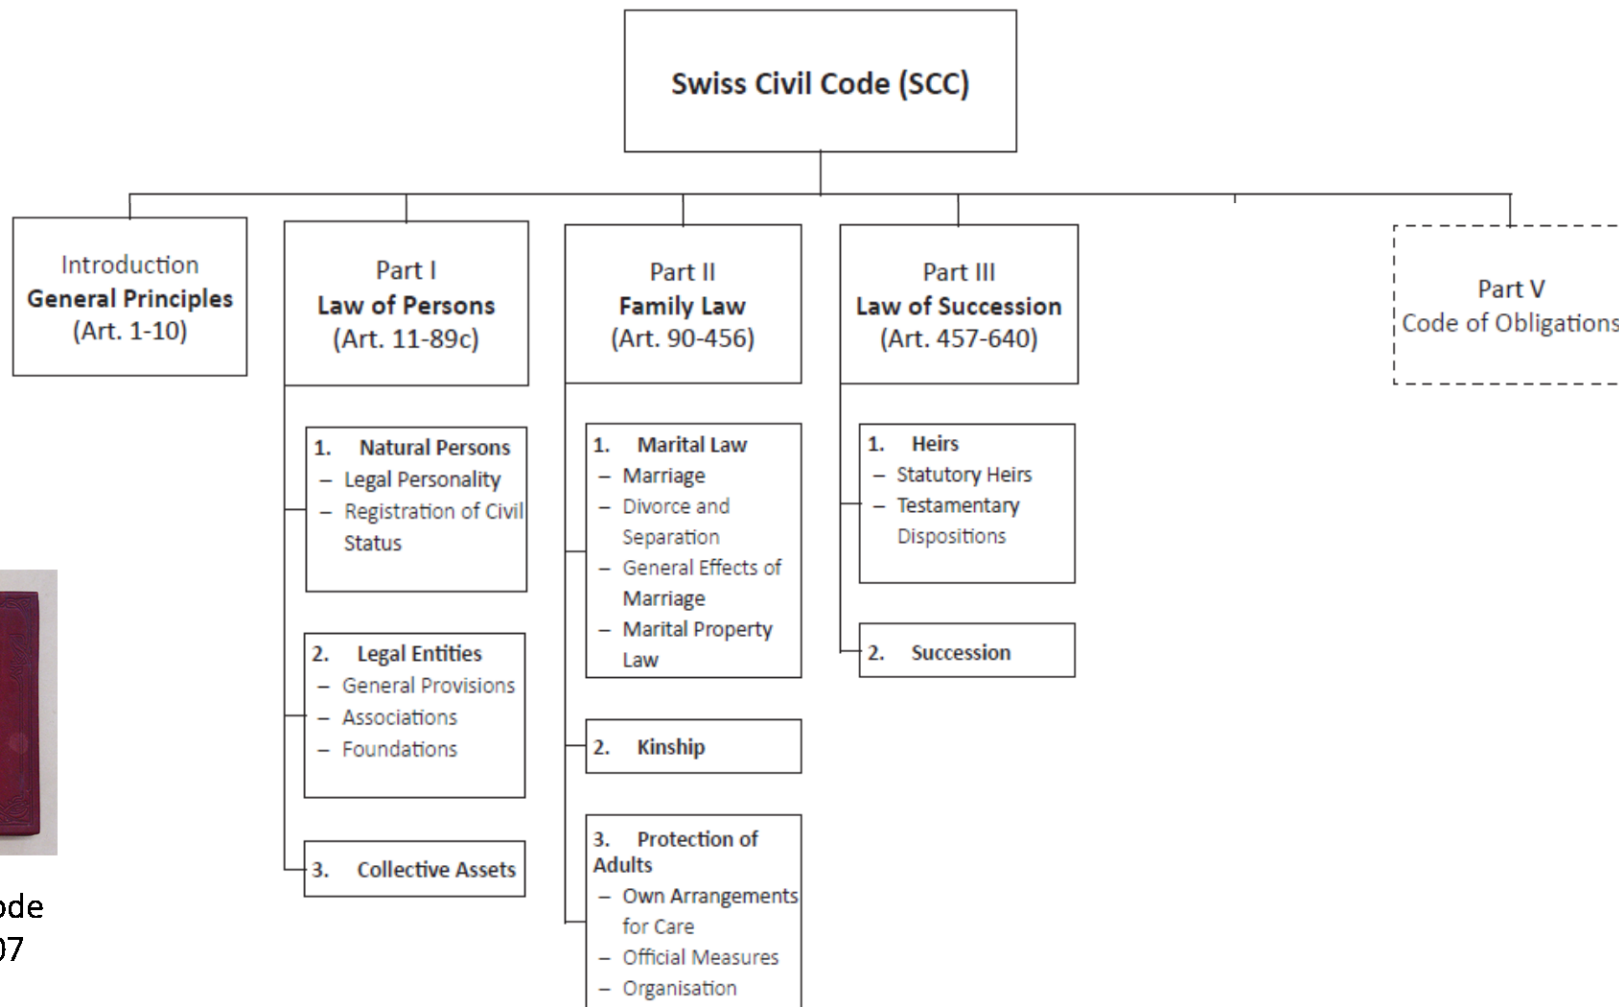 Swiss Civil Code (SCC)
Introduction
General Principles
(Art. 1-10)
Part I
Law of Persons
(Art. 11-89c)
Part II
Family Law
(Art. 90-456)
Part III
Law of Succession
(Art. 457-640)
Part V
Code of Obligations
1. Natural Persons
– Legal Personality
– Registration of Civil
Status
2. Legal Entities
– General Provisions
– Associations
– Foundations
3. Collective Assets
1. Marital Law
– Marriage
– Divorce and
Separation
– General Effects of
Marriage
– Marital Property
Law
2. Kinship
3. Protection of
Adults
– Own Arrangements
for Care
– Official Measures
– Organisation
1. Heirs
– Statutory Heirs
– Testamentary
Dispositions
2. Succession
ode
07